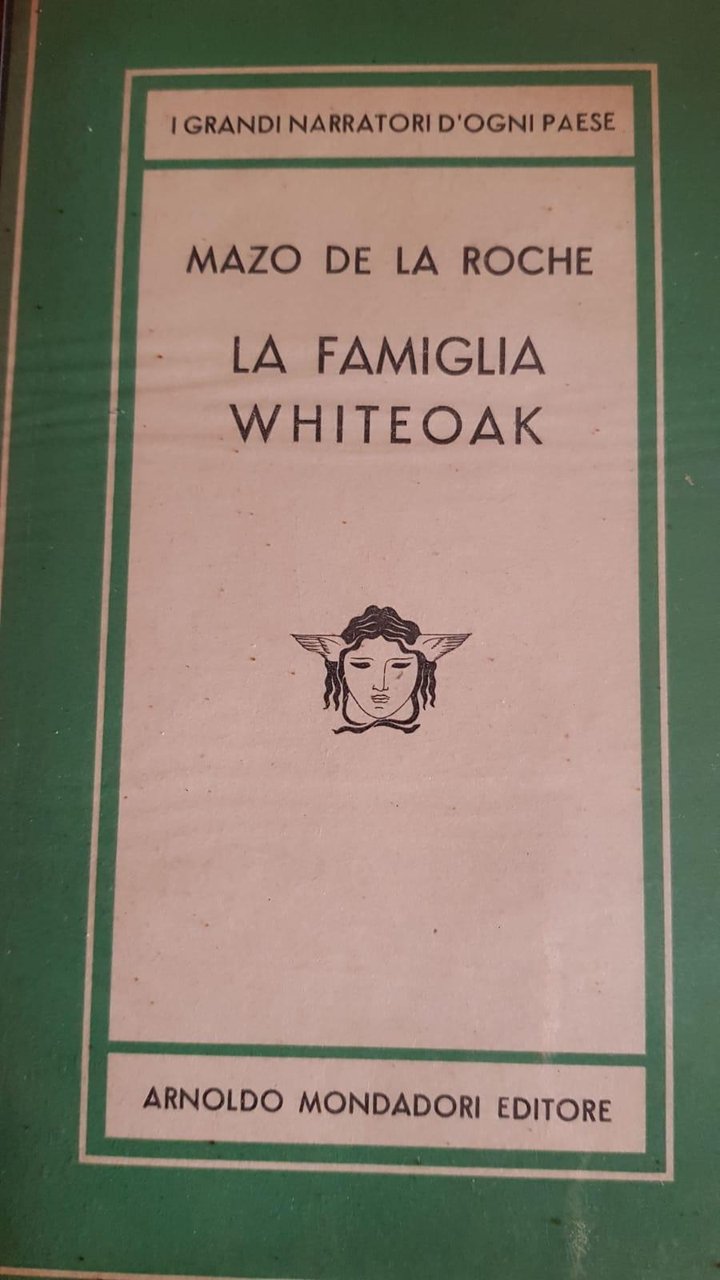 I GRANDI NARRATORI D'OGNI PAESE
MAZO DE LA ROCHE
LA FAMIGLIA
WHITEOAK
ARNOLDO MONDADORI EDITORE